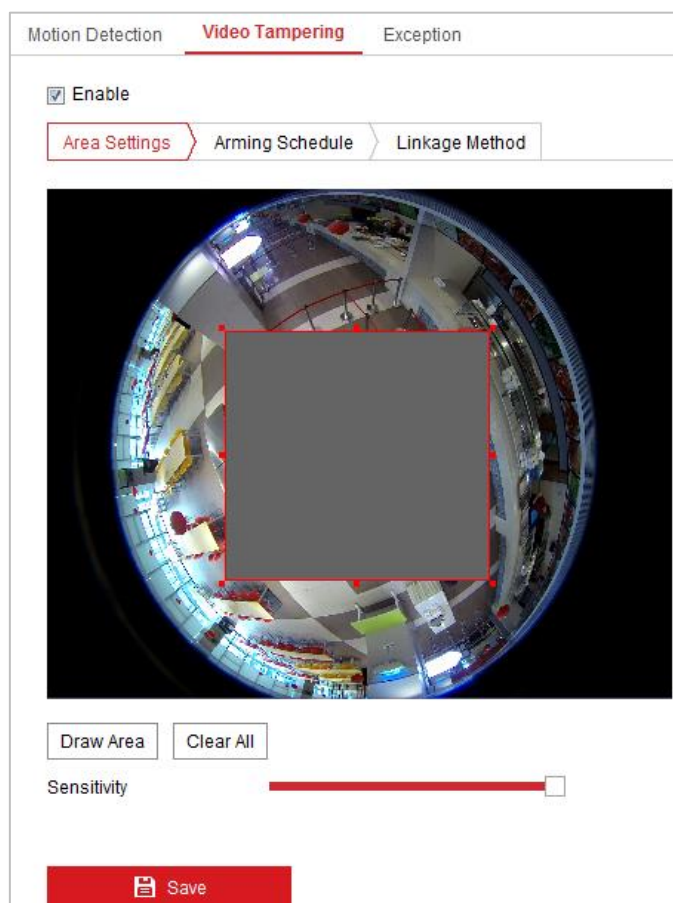 Motion Detection Video Tampering Exception
Enable
Area Settings Arming Schedule Linkage Method
Draw Area Clear All
Sensitivity
Save